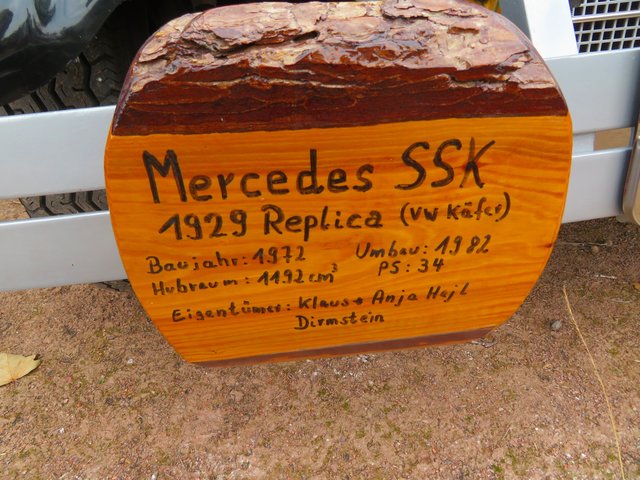 Mercedes SSK
1929 Replica (VW Käfer)
Baujahr: 1972 Umbau: 1982
Hubraum: 1192 cm³ PS: 34
Eigentümer: Klaus + Anja Hejl
Dirmstein